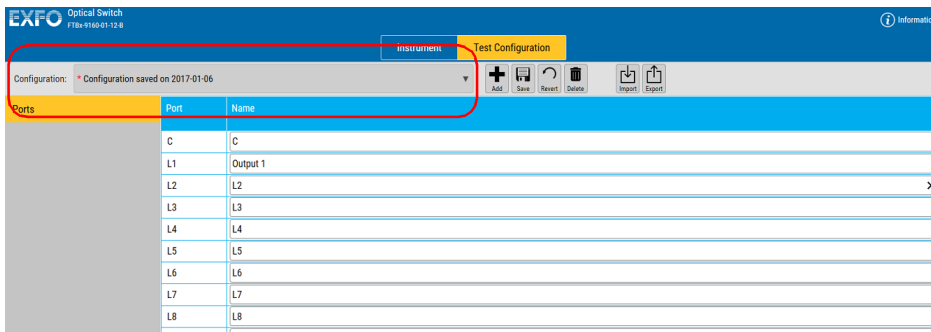 EXFO Optical Switch
FTBx-9160-01-12-B
Informatio
Instrument Test Configuration
Configuration: * Configuration saved on 2017-01-06
Add Save Revert Delete Import Export
Ports Port Name
C C
L1 Output 1
L2 L2
L3 L3
L4 L4
L5 L5
L6 L6
L7 L7
L8 L8